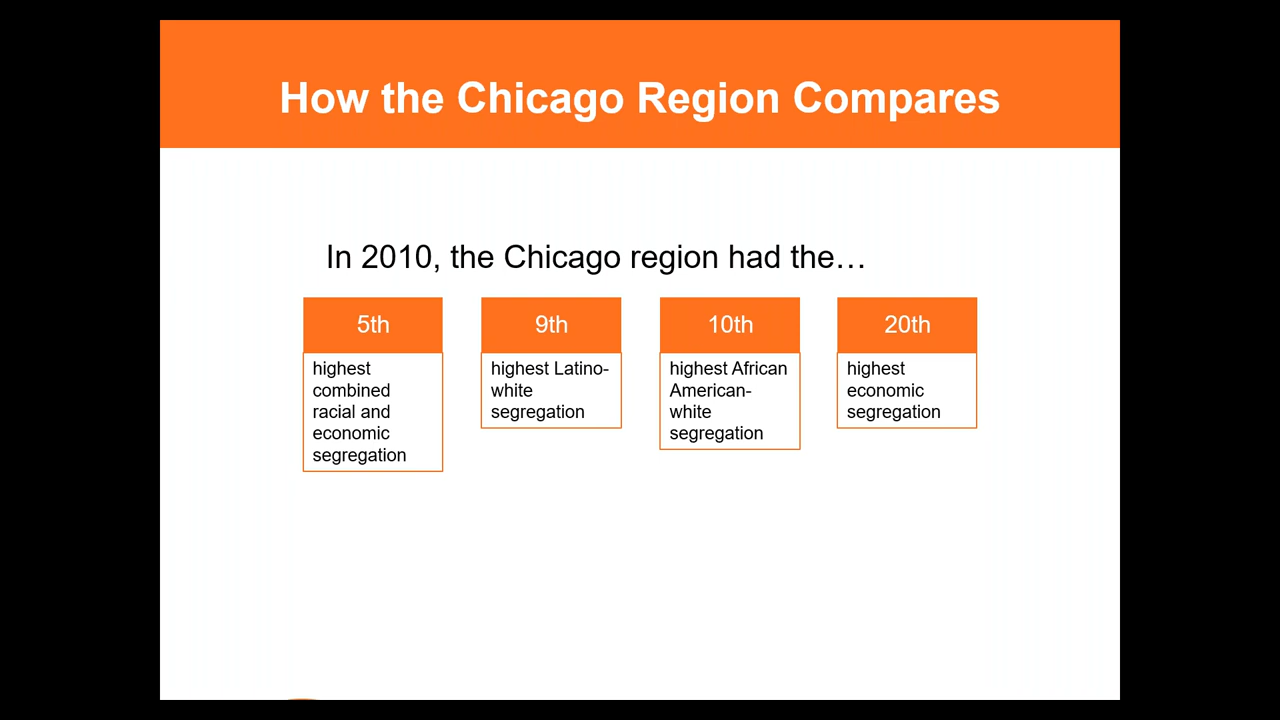 How the Chicago Region Compares
In 2010, the Chicago region had the…
5th
highest
combined
racial and
economic
segregation
9th
highest Latino-
white
segregation
10th
highest African
American-
white
segregation
20th
highest
economic
segregation